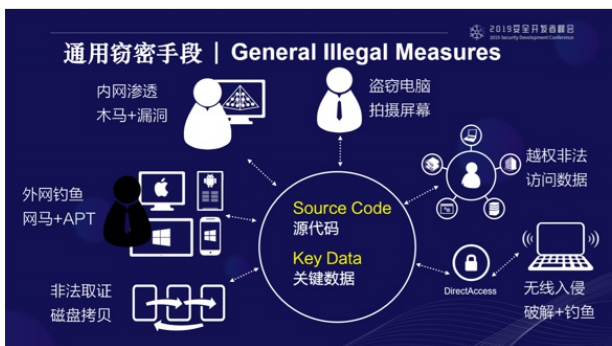 2019安全开发者峰会
2019 Security Development Conference
通用窃密手段 | General Illegal Measures
内网渗透
木马+漏洞
盗窃电脑
拍摄屏幕
越权非法
访问数据
外网钓鱼
网马+APT
Source Code
源代码
Key Data
关键数据
非法取证
磁盘拷贝
DirectAccess
无线入侵
破解+钓鱼